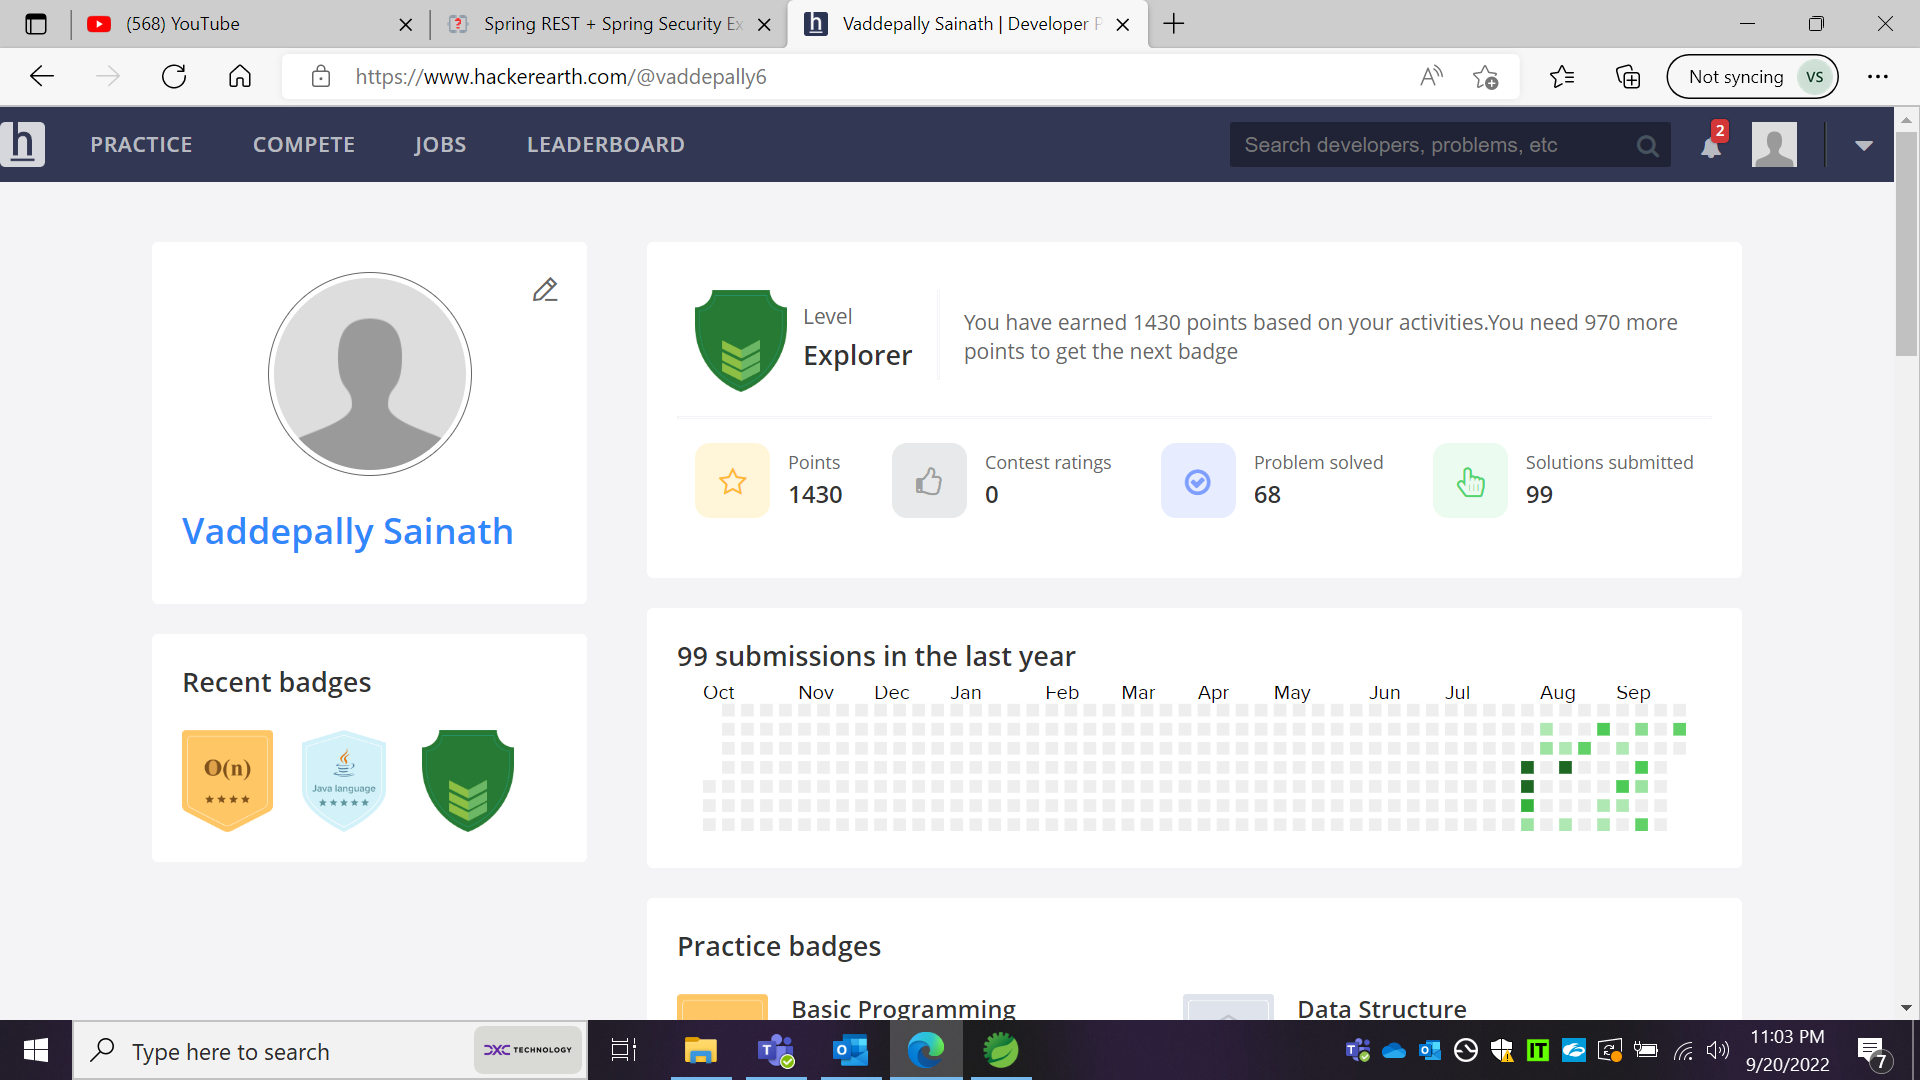 (568) YouTube
Spring REST + Spring Security Ex
Vaddepally Sainath | Developer P
https://www.hackerearth.com/@vaddepally6
Not syncing VS
h PRACTICE COMPETE JOBS LEADERBOARD
Search developers, problems, etc
2
Level
Explorer
You have earned 1430 points based on your activities.You need 970 more
points to get the next badge
Points
1430
Contest ratings
0
Problem solved
68
Solutions submitted
99
Vaddepally Sainath
Recent badges
O(n)
Java language
99 submissions in the last year
Oct Nov Dec Jan Feb Mar Apr May Jun Jul Aug Sep
Practice badges
Basic Programming
Data Structure
Type here to search
DXC TECHNOLOGY
IT
11:03 PM
9/20/2022
7